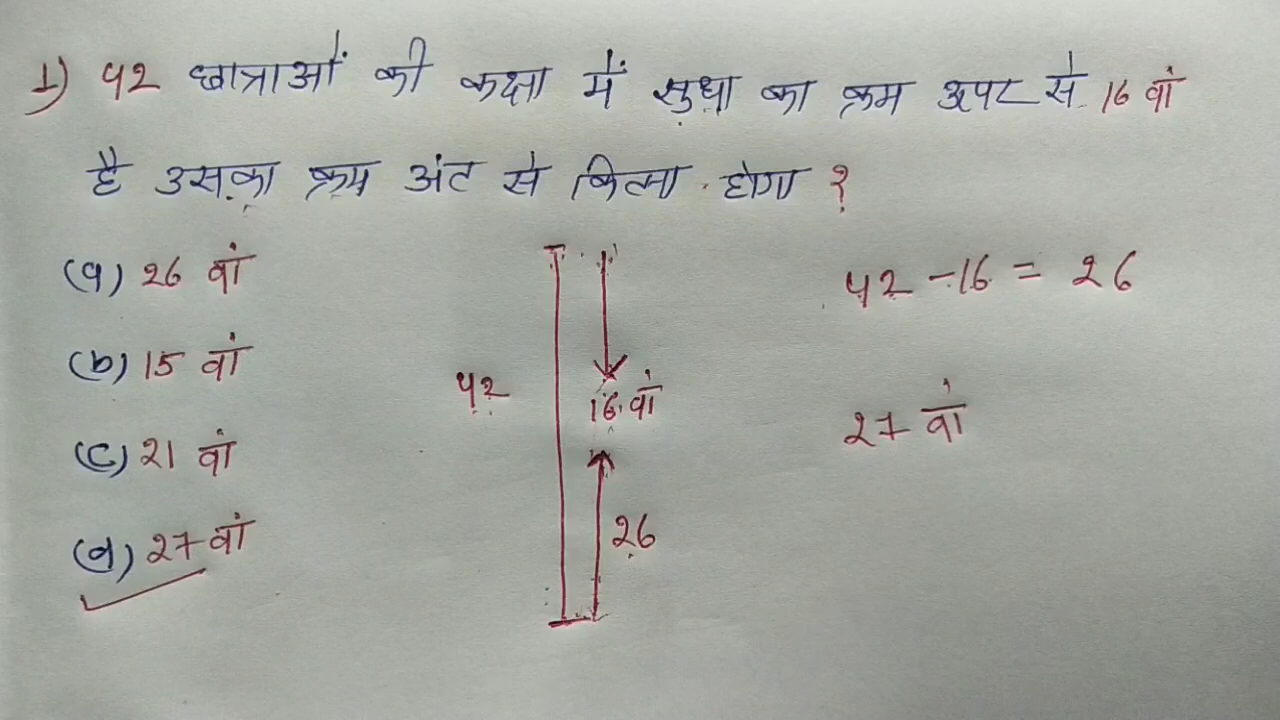 1) 42 छात्राओं की कक्षा में सुधा का क्रम ऊपर से 16 वां
है उसका क्रम अंत से कितना होगा ?
(a) 26 वां
42 - 16 = 26
(b) 15 वां
42
16 वां
27 वां
(c) 21 वां
(d) 27 वां
26